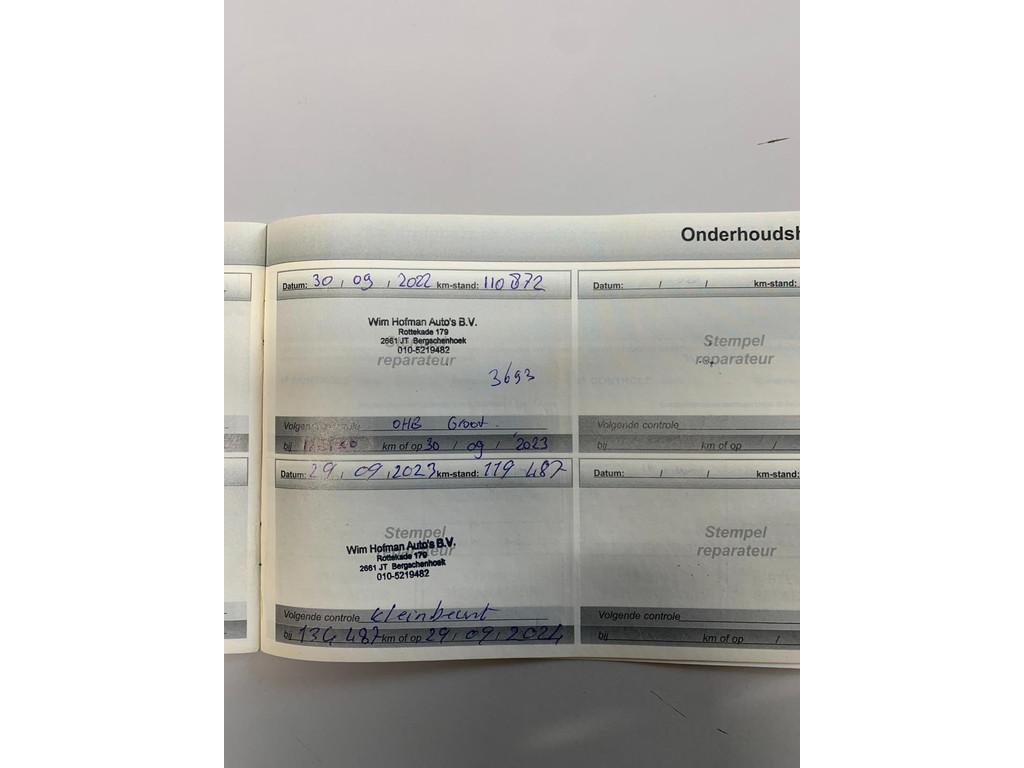 Onderhoudsh
Datum: 30 / 09 / 2022 km-stand: 110 872
Wim Hofman Auto's B.V.
Rottekade 179
2661 JT Bergschenhoek
010-5219482
reparateur
3693
Volgende controle OHB Groot.
bij km of op 30 / 09 / 2023
Datum: / / km-stand:
Stempel
reparateur
Volgende controle
bij km of op / /
Datum: 29 / 09 / 2023 km-stand: 119 487
Stempel
Wim Hofman Auto's B.V.
Rottekade 179
2661 JT Bergschenhoek
010-5219482
Volgende controle kleinbeurt
bij 134 487 km of op 29 / 09 / 2024
Datum: / / km-stand:
Stempel
reparateur
Volgende controle
bij km of op /